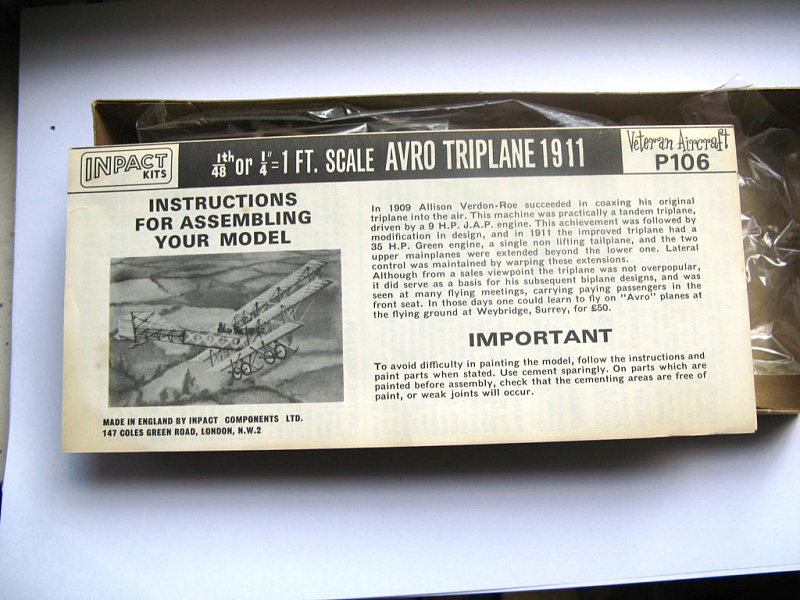 INPACT
KITS
1th/48 or 1"/4=1 FT. SCALE AVRO TRIPLANE 1911
Veteran Aircraft
P106
INSTRUCTIONS
FOR ASSEMBLING
YOUR MODEL
MADE IN ENGLAND BY INPACT COMPONENTS LTD.
147 COLES GREEN ROAD, LONDON, N.W.2
In 1909 Allison Verdon-Roe succeeded in coaxing his original
triplane into the air. This machine was practically a tandem triplane,
driven by a 9 H.P. J.A.P. engine. This achievement was followed by
modification in design, and in 1911 the improved triplane had a
35 H.P. Green engine, a single non lifting tailplane, and the two
upper mainplanes were extended beyond the lower one. Lateral
control was maintained by warping these extensions.
Although from a sales viewpoint the triplane was not overpopular,
it did serve as a basis for his subsequent biplane designs, and was
seen at many flying meetings, carrying paying passengers in the
front seat. In those days one could learn to fly on "Avro" planes at
the flying ground at Weybridge, Surrey, for £50.
IMPORTANT
To avoid difficulty in painting the model, follow the instructions and
paint parts when stated. Use cement sparingly. On parts which are
painted before assembly, check that the cementing areas are free of
paint, or weak joints will occur.